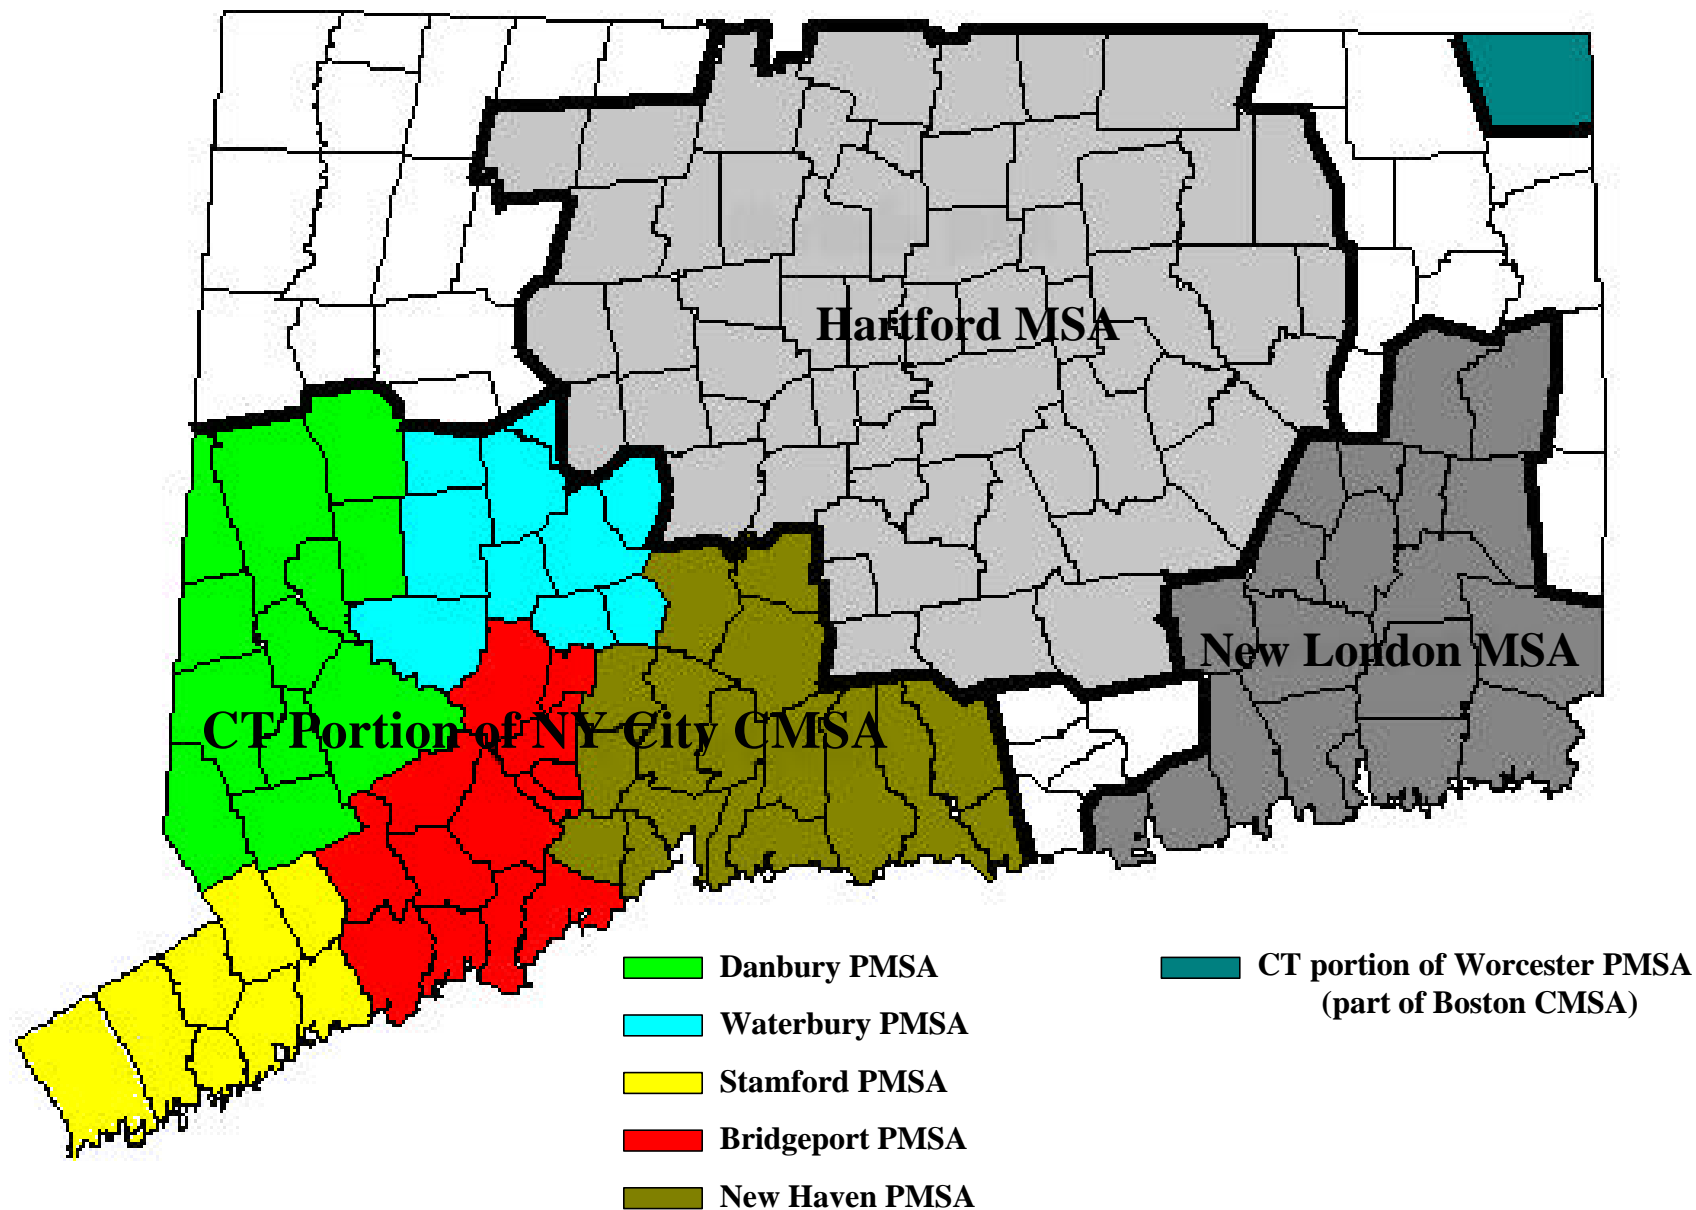 Hartford MSA
New London MSA
CT Portion of NY City CMSA
Danbury PMSA
Waterbury PMSA
Stamford PMSA
Bridgeport PMSA
New Haven PMSA
CT portion of Worcester PMSA
(part of Boston CMSA)